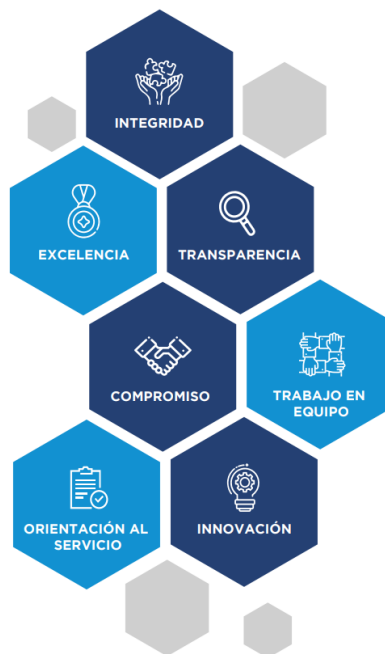 INTEGRIDAD
EXCELENCIA
TRANSPARENCIA
COMPROMISO
TRABAJO EN
EQUIPO
ORIENTACIÓN AL
SERVICIO
INNOVACIÓN